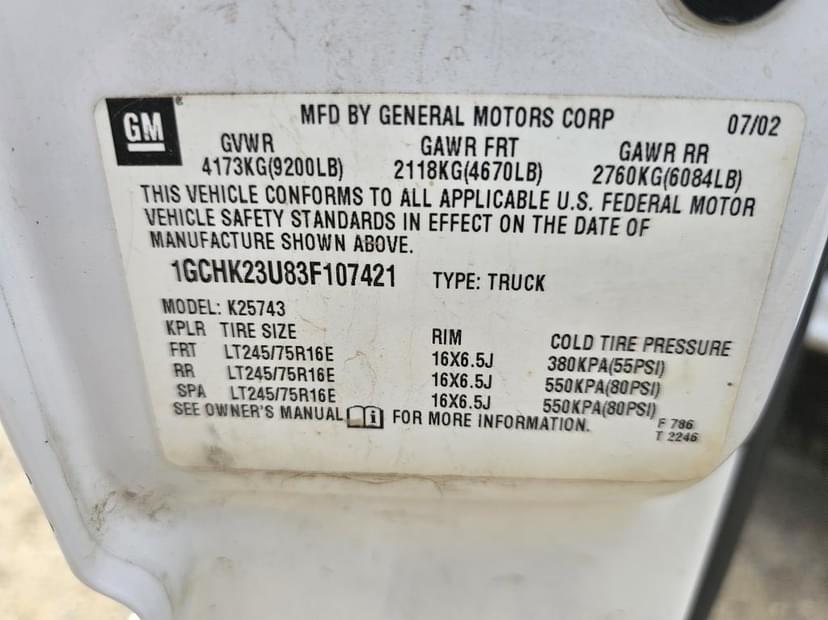 GM
MFD BY GENERAL MOTORS CORP 07/02
GVWR GAWR FRT GAWR RR
4173KG(9200LB) 2118KG(4670LB) 2760KG(6084LB)
THIS VEHICLE CONFORMS TO ALL APPLICABLE U.S. FEDERAL MOTOR
VEHICLE SAFETY STANDARDS IN EFFECT ON THE DATE OF
MANUFACTURE SHOWN ABOVE.
1GCHK23U83F107421 TYPE: TRUCK
MODEL: K25743
KPLR TIRE SIZE RIM COLD TIRE PRESSURE
FRT LT245/75R16E 16X6.5J 380KPA(55PSI)
RR LT245/75R16E 16X6.5J 550KPA(80PSI)
SPA LT245/75R16E 16X6.5J 550KPA(80PSI)
SEE OWNER'S MANUAL i FOR MORE INFORMATION. F 786
T 2246